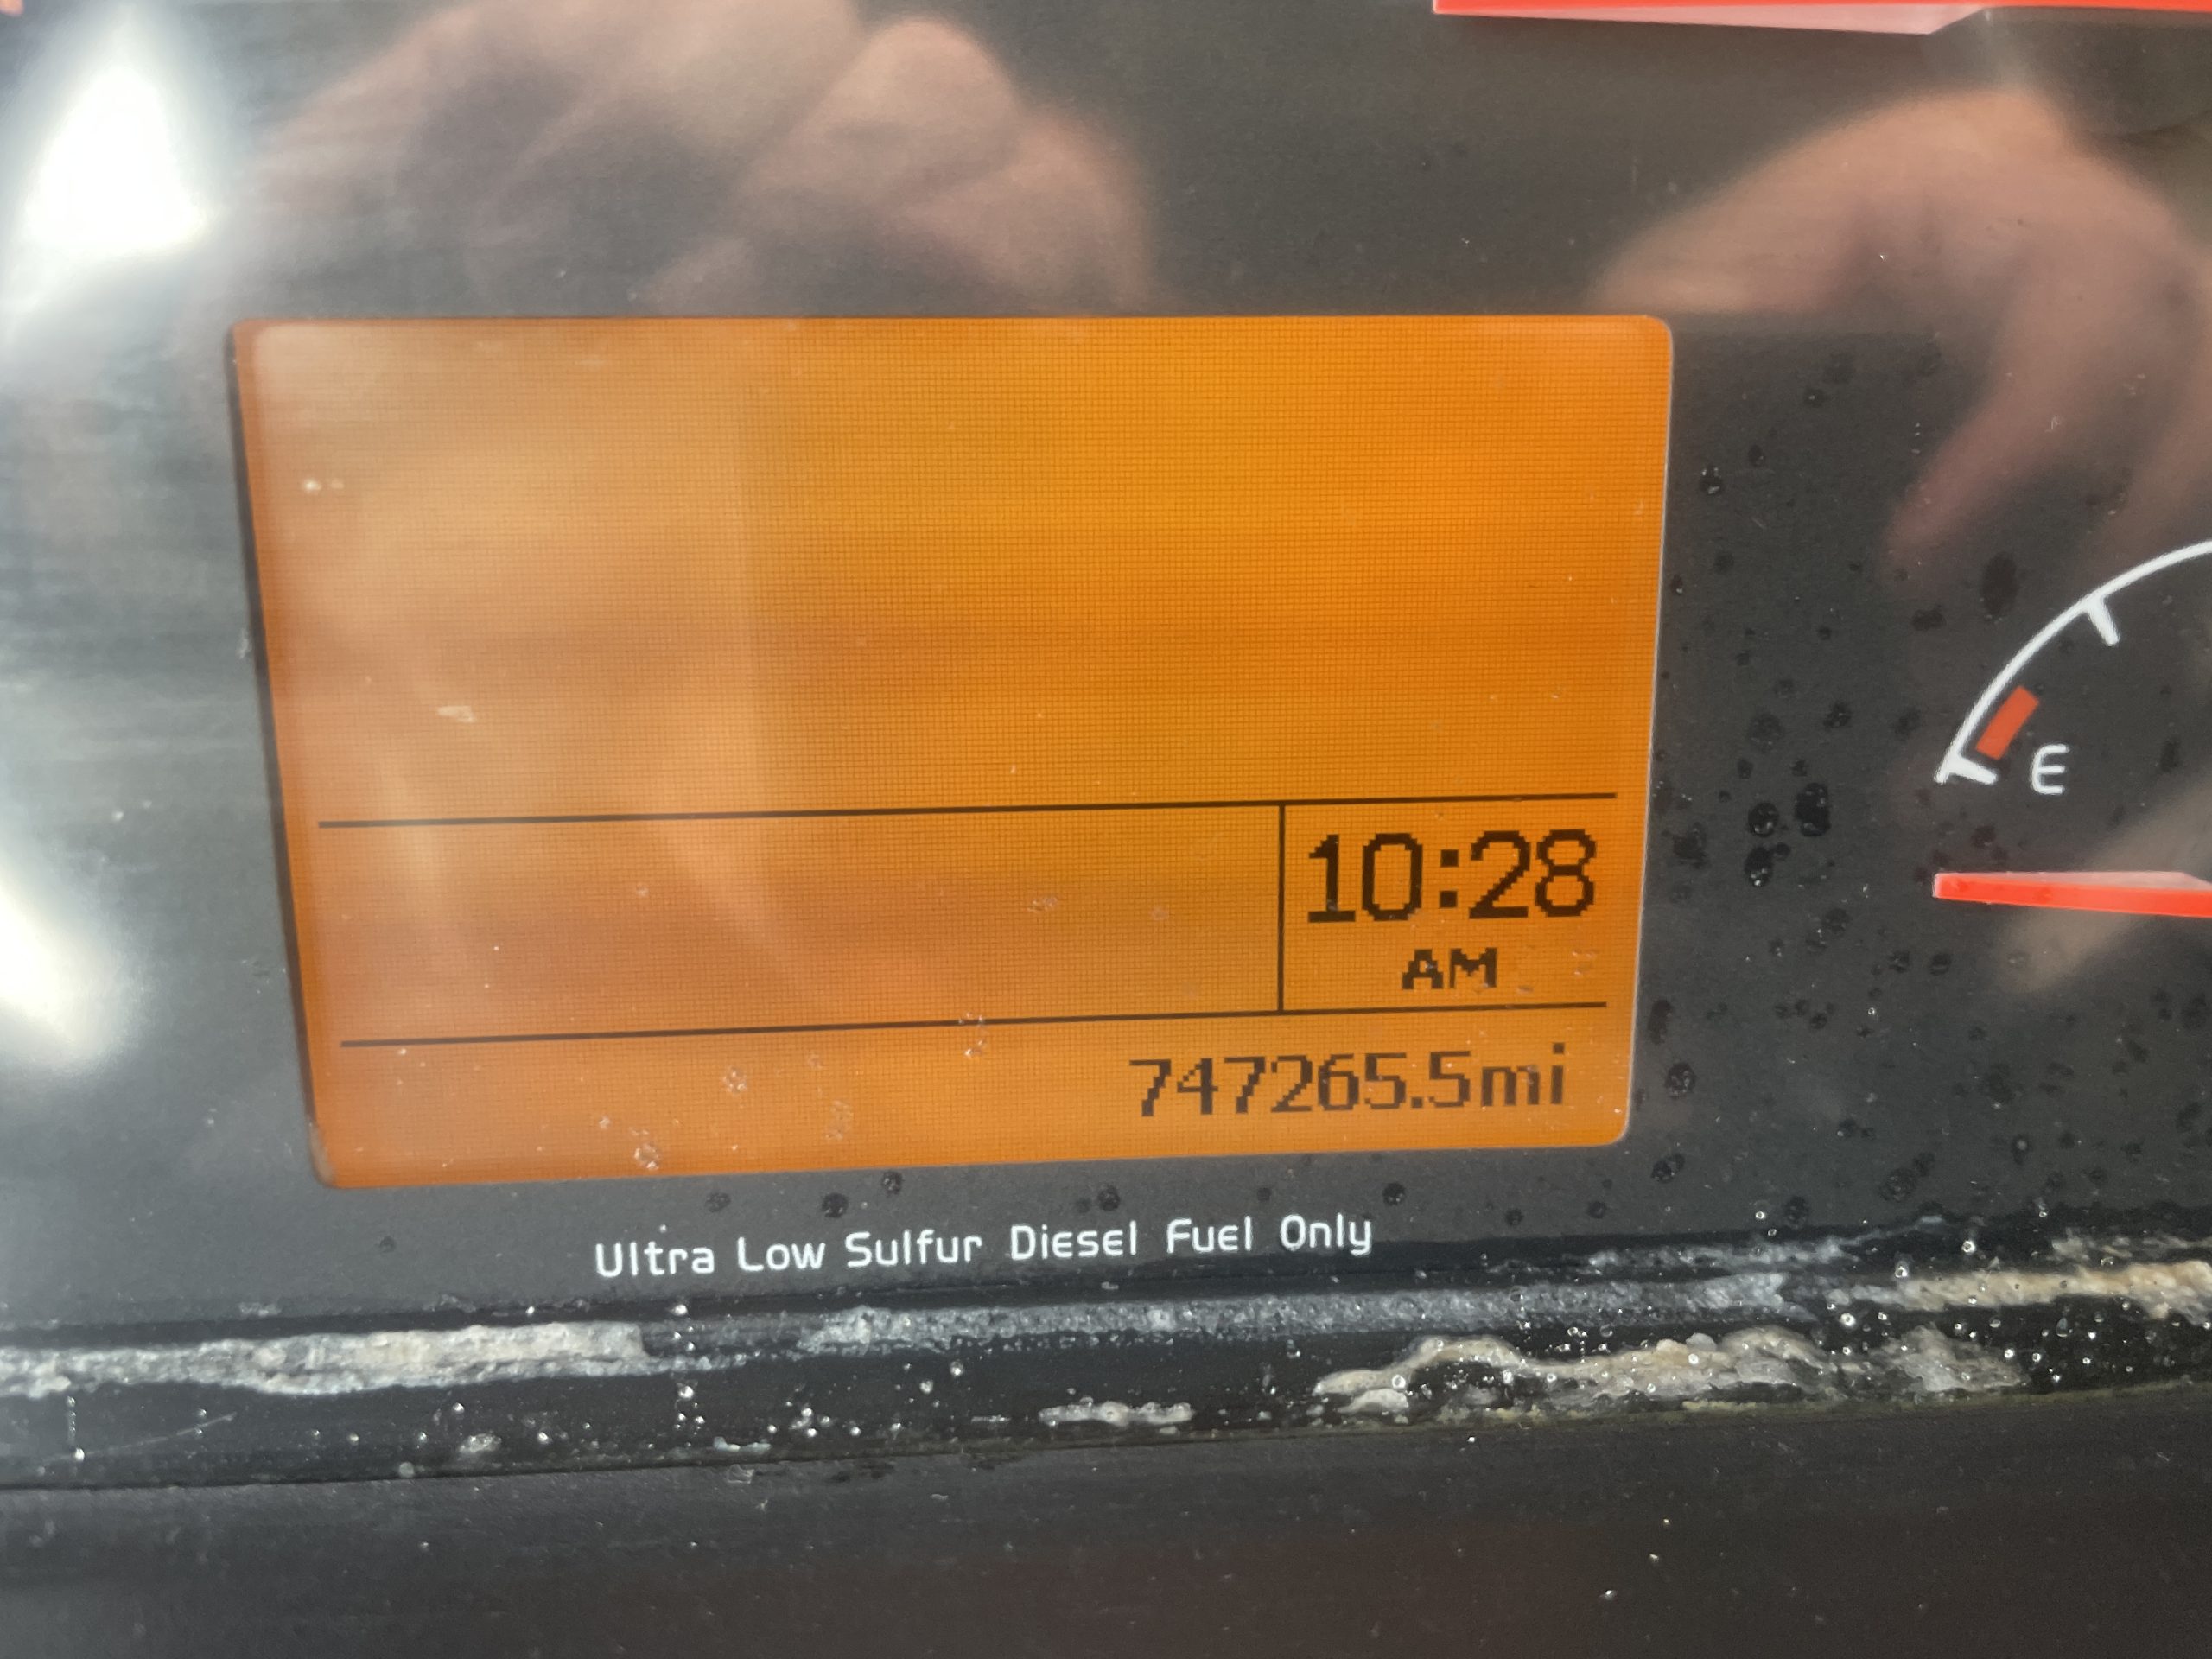 10:28
AM
747265.5mi
E
Ultra Low Sulfur Diesel Fuel Only